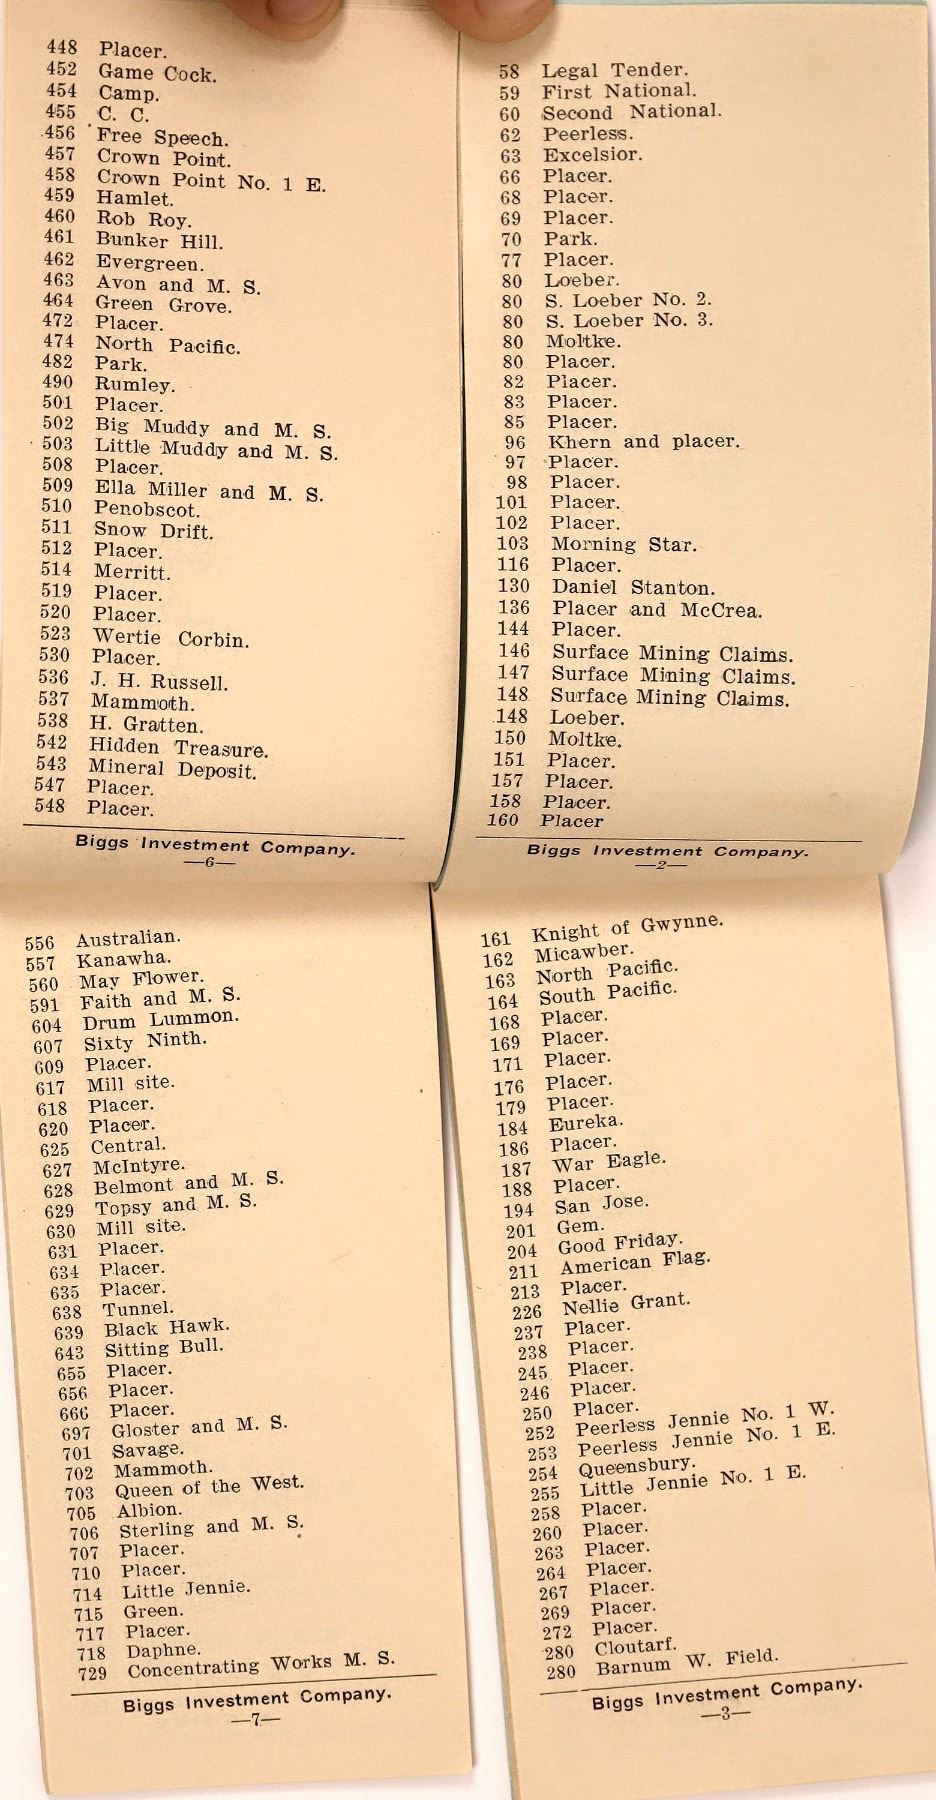 448 Placer.
452 Game Cock.
454 Camp.
455 C. C.
456 Free Speech.
457 Crown Point.
458 Crown Point No. 1 E.
459 Hamlet.
460 Rob Roy.
461 Bunker Hill.
462 Evergreen.
463 Avon and M. S.
464 Green Grove.
472 Placer.
474 North Pacific.
482 Park.
490 Rumley.
501 Placer.
502 Big Muddy and M. S.
503 Little Muddy and M. S.
508 Placer.
509 Ella Miller and M. S.
510 Penobscot.
511 Snow Drift.
512 Placer.
514 Merritt.
519 Placer.
520 Placer.
523 Wertie Corbin.
530 Placer.
536 J. H. Russell.
537 Mammoth.
538 H. Gratten.
542 Hidden Treasure.
543 Mineral Deposit.
547 Placer.
548 Placer.
Biggs Investment Company.
—6—
58 Legal Tender.
59 First National.
60 Second National.
62 Peerless.
63 Excelsior.
66 Placer.
68 Placer.
69 Placer.
70 Park.
77 Placer.
80 Loeber.
80 S. Loeber No. 2.
80 S. Loeber No. 3.
80 Moltke.
80 Placer.
82 Placer.
83 Placer.
85 Placer.
96 Khern and placer.
97 Placer.
98 Placer.
101 Placer.
102 Placer.
103 Morning Star.
116 Placer.
130 Daniel Stanton.
136 Placer and McCrea.
144 Placer.
146 Surface Mining Claims.
147 Surface Mining Claims.
148 Surface Mining Claims.
148 Loeber.
150 Moltke.
151 Placer.
157 Placer.
158 Placer.
160 Placer
Biggs Investment Company.
—2—
556 Australian.
557 Kanawha.
560 May Flower.
591 Faith and M. S.
604 Drum Lummon.
607 Sixty Ninth.
609 Placer.
617 Mill site.
618 Placer.
620 Placer.
625 Central.
627 McIntyre.
628 Belmont and M. S.
629 Topsy and M. S.
630 Mill site.
631 Placer.
634 Placer.
635 Placer.
638 Tunnel.
639 Black Hawk.
643 Sitting Bull.
655 Placer.
656 Placer.
666 Placer.
697 Gloster and M. S.
701 Savage.
702 Mammoth.
703 Queen of the West.
705 Albion.
706 Sterling and M. S.
707 Placer.
710 Placer.
714 Little Jennie.
715 Green.
717 Placer.
718 Daphne.
729 Concentrating Works M. S.
Biggs Investment Company.
—7—
161 Knight of Gwynne.
162 Micawber.
163 North Pacific.
164 South Pacific.
168 Placer.
169 Placer.
171 Placer.
176 Placer.
179 Placer.
184 Eureka.
186 Placer.
187 War Eagle.
188 Placer.
194 San Jose.
201 Gem.
204 Good Friday.
211 American Flag.
213 Placer.
226 Nellie Grant.
237 Placer.
238 Placer.
245 Placer.
246 Placer.
250 Placer.
252 Peerless Jennie No. 1 W.
253 Peerless Jennie No. 1 E.
254 Queensbury.
255 Little Jennie No. 1 E.
258 Placer.
260 Placer.
263 Placer.
264 Placer.
267 Placer.
269 Placer.
272 Placer.
280 Cloutarf.
280 Barnum W. Field.
Biggs Investment Company.
—3—